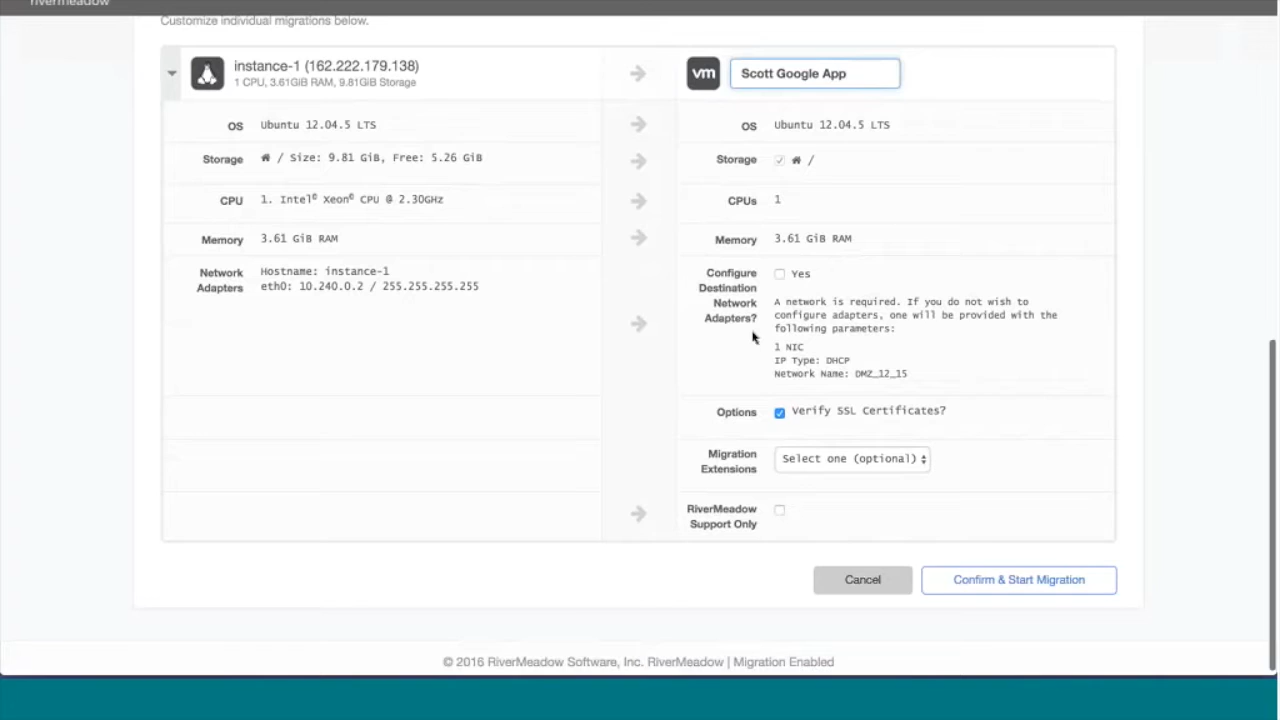 rivermeadow
Customize individual migrations below.
instance-1 (162.222.179.138)
1 CPU, 3.61GiB RAM, 9.81GiB Storage
vm
Scott Google App
OS
Ubuntu 12.04.5 LTS
OS
Ubuntu 12.04.5 LTS
Storage
/ Size: 9.81 GiB, Free: 5.26 GiB
Storage
/
CPU
1. Intel® Xeon® CPU @ 2.30GHz
CPUs
1
Memory
3.61 GiB RAM
Memory
3.61 GiB RAM
Network
Adapters
Hostname: instance-1
eth0: 10.240.0.2 / 255.255.255.255
Configure
Destination
Network
Adapters?
Yes
A network is required. If you do not wish to
configure adapters, one will be provided with the
following parameters:
1 NIC
IP Type: DHCP
Network Name: DMZ_12_15
Options
Verify SSL Certificates?
Migration
Extensions
Select one (optional)
RiverMeadow
Support Only
Cancel
Confirm & Start Migration
© 2016 RiverMeadow Software, Inc. RiverMeadow | Migration Enabled